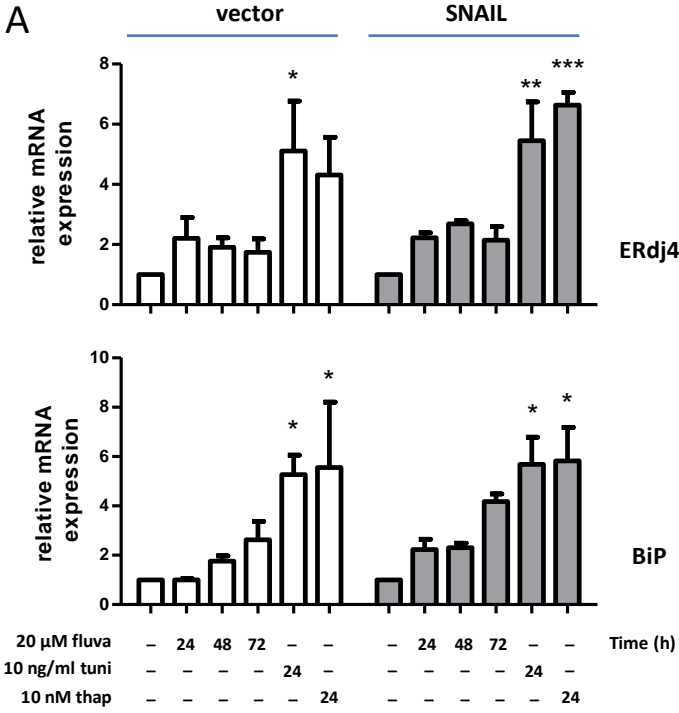 A
vector SNAIL
8
6
4
2
0
relative mRNA
expression
*
** ***
ERdj4
10
8
6
4
2
0
relative mRNA
expression
* *
* *
BiP
20 µM fluva – 24 48 72 – – – 24 48 72 – – Time (h)
10 ng/ml tuni – – – – 24 – – – – – 24 –
10 nM thap – – – – – 24 – – – – – 24